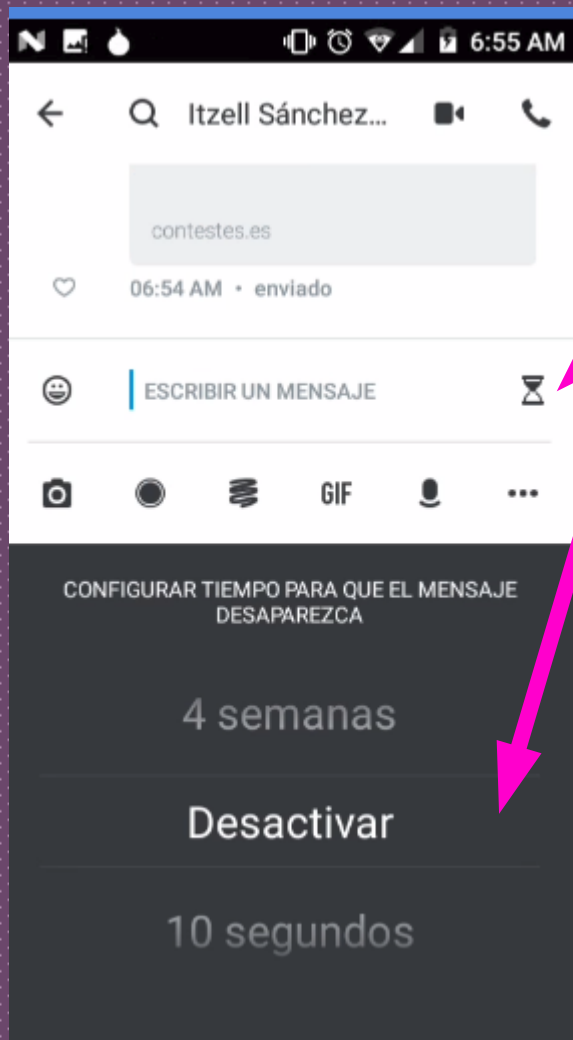 6:55 AM
Itzell Sánchez...
contestes.es
06:54 AM • enviado
ESCRIBIR UN MENSAJE
GIF
CONFIGURAR TIEMPO PARA QUE EL MENSAJE
DESAPAREZCA
4 semanas
Desactivar
10 segundos